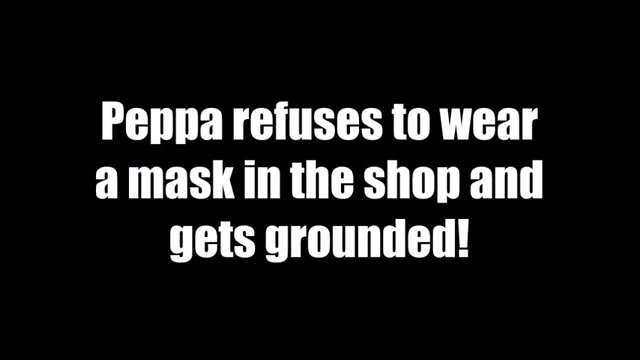 Peppa refuses to wear
a mask in the shop and
gets grounded!